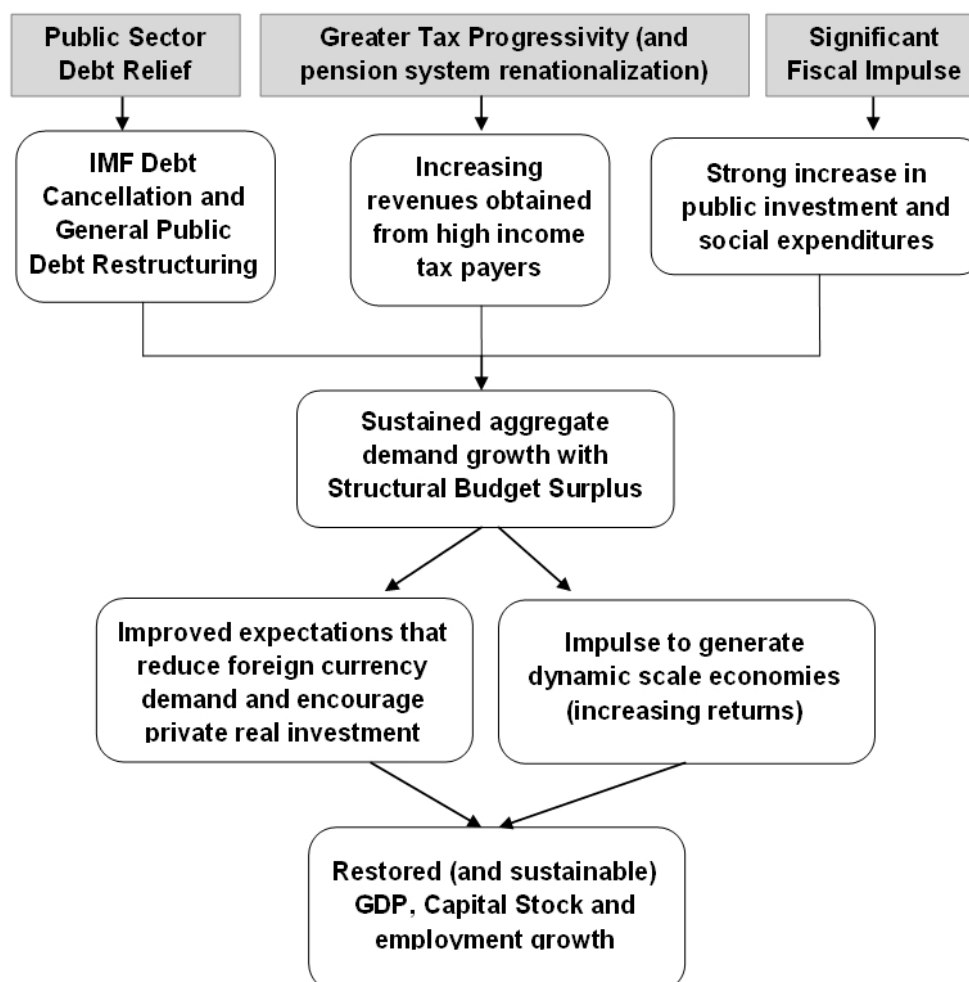 Public Sector
Debt Relief
Greater Tax Progressivity (and
pension system renationalization)
Significant
Fiscal Impulse
IMF Debt
Cancellation and
General Public
Debt Restructuring
Increasing
revenues obtained
from high income
tax payers
Strong increase in
public investment and
social expenditures
Sustained aggregate
demand growth with
Structural Budget Surplus
Improved expectations that
reduce foreign currency
demand and encourage
private real investment
Impulse to generate
dynamic scale economies
(increasing returns)
Restored (and sustainable)
GDP, Capital Stock and
employment growth